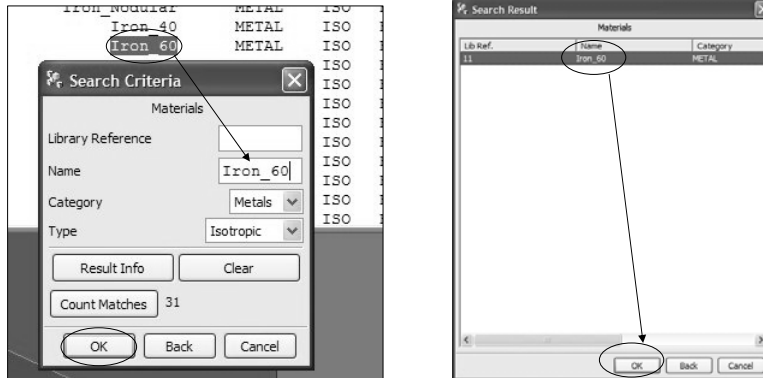 Iron_Nodular METAL ISO
Iron_40 METAL ISO
Iron_60 METAL ISO
ISO
Search Criteria
ISO
Materials
ISO
Library Reference
ISO
Name Iron_60
ISO
Category Metals
ISO
Type Isotropic
ISO
Result Info Clear
Count Matches 31
OK Back Cancel
Search Result
Materials
Lib Ref. Name Category
11 Iron_60 METAL
OK Back Cancel